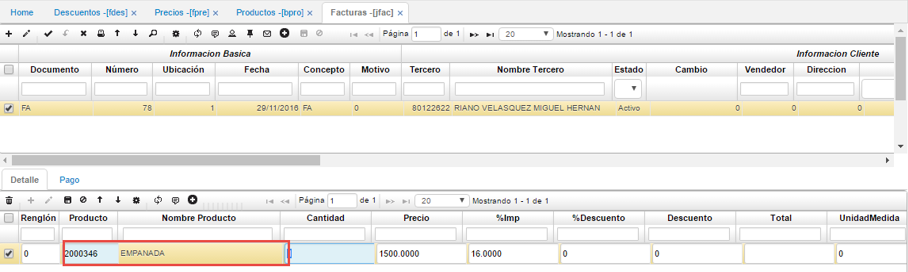 Home Descuentos -[fdes] × Precios -[fpre] × Productos -[bpro] × Facturas -[jfac] ×
Página 1 de 1 20 Mostrando 1 - 1 de 1
Informacion Basica Informacion Cliente
Documento Número Ubicación Fecha Concepto Motivo Tercero Nombre Tercero Estado Cambio Vendedor Direccion
FA 78 1 29/11/2016 FA 0 80122622 RIANO VELASQUEZ MIGUEL HERNAN Activo 0 0 0
Detalle Pago
Página 1 de 1 20 Mostrando 1 - 1 de 1
Renglón Producto Nombre Producto Cantidad Precio %Imp %Descuento Descuento Total UnidadMedida
0 2000346 EMPANADA 1500.0000 16.0000 0 0 0